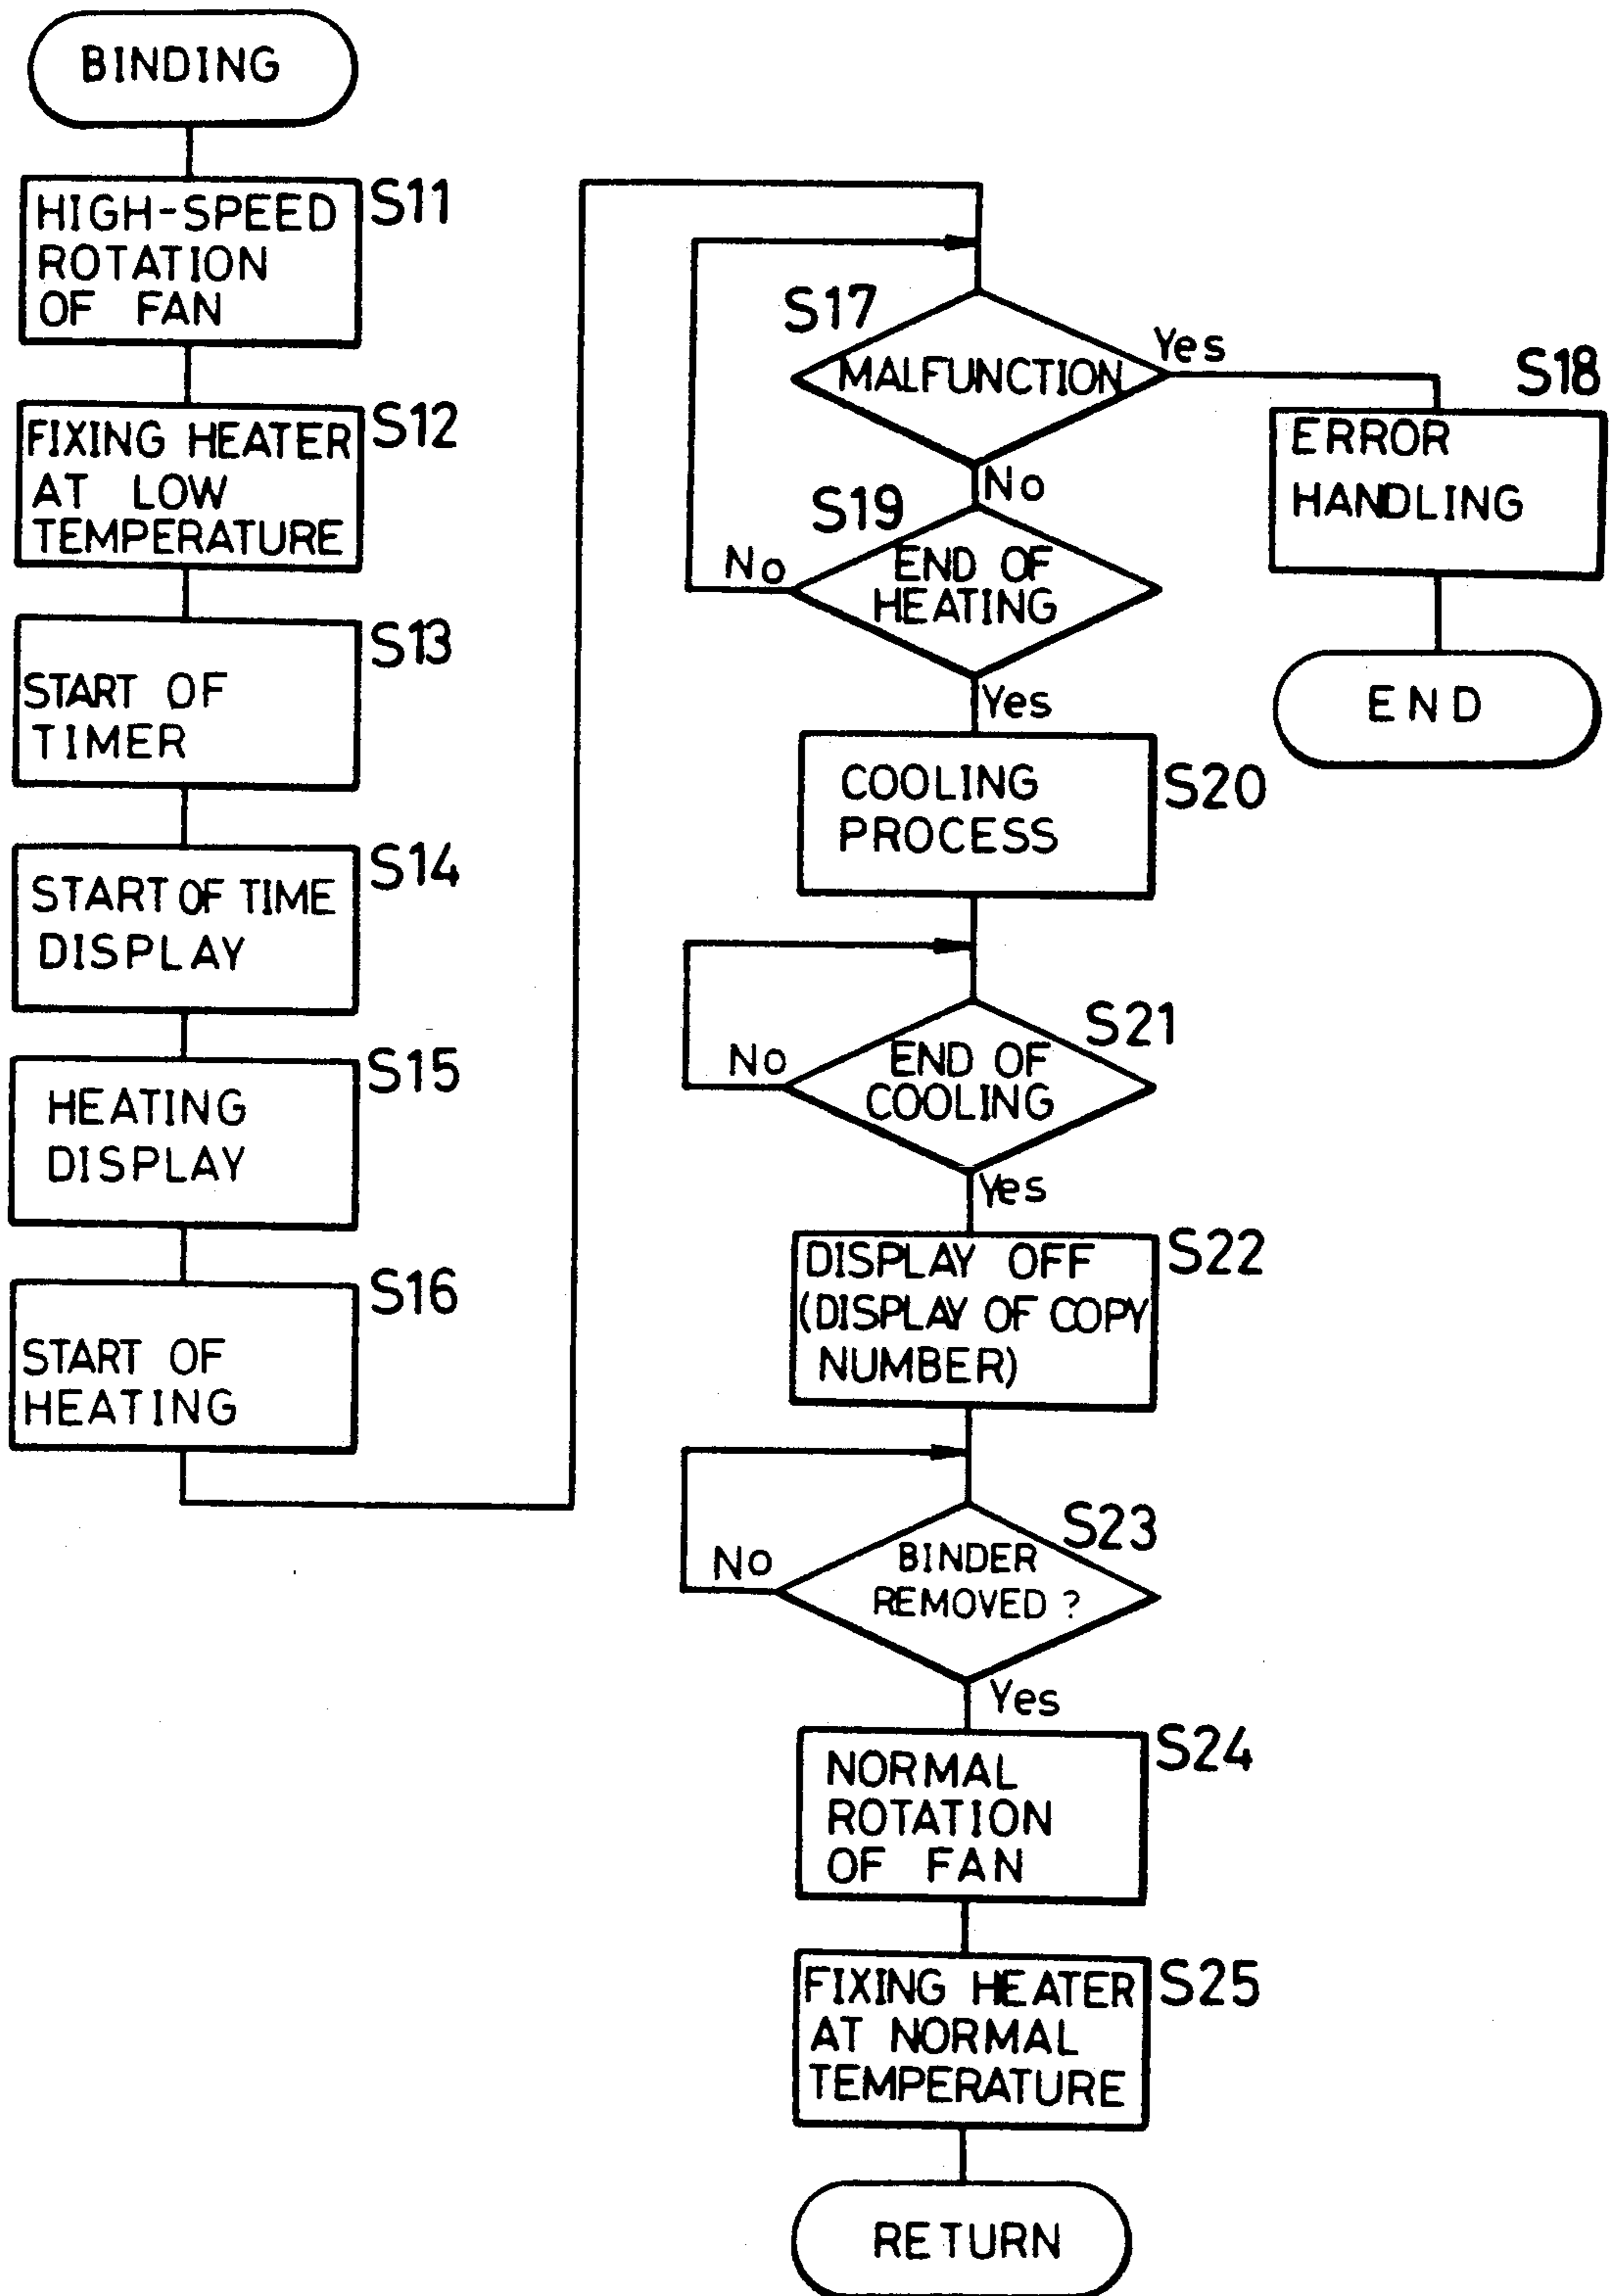 BINDING
HIGH-SPEED
ROTATION
OF FAN
S11
FIXING HEATER
AT LOW
TEMPERATURE
S12
START OF
TIMER
S13
START OF TIME
DISPLAY
S14
HEATING
DISPLAY
S15
START OF
HEATING
S16
S17
MALFUNCTION
Yes
No
S18
ERROR
HANDLING
END
S19
END OF
HEATING
No
Yes
COOLING
PROCESS
S20
S21
END OF
COOLING
No
Yes
DISPLAY OFF
(DISPLAY OF COPY
NUMBER)
S22
S23
BINDER
REMOVED ?
No
Yes
NORMAL
ROTATION
OF FAN
S24
FIXING HEATER
AT NORMAL
TEMPERATURE
S25
RETURN